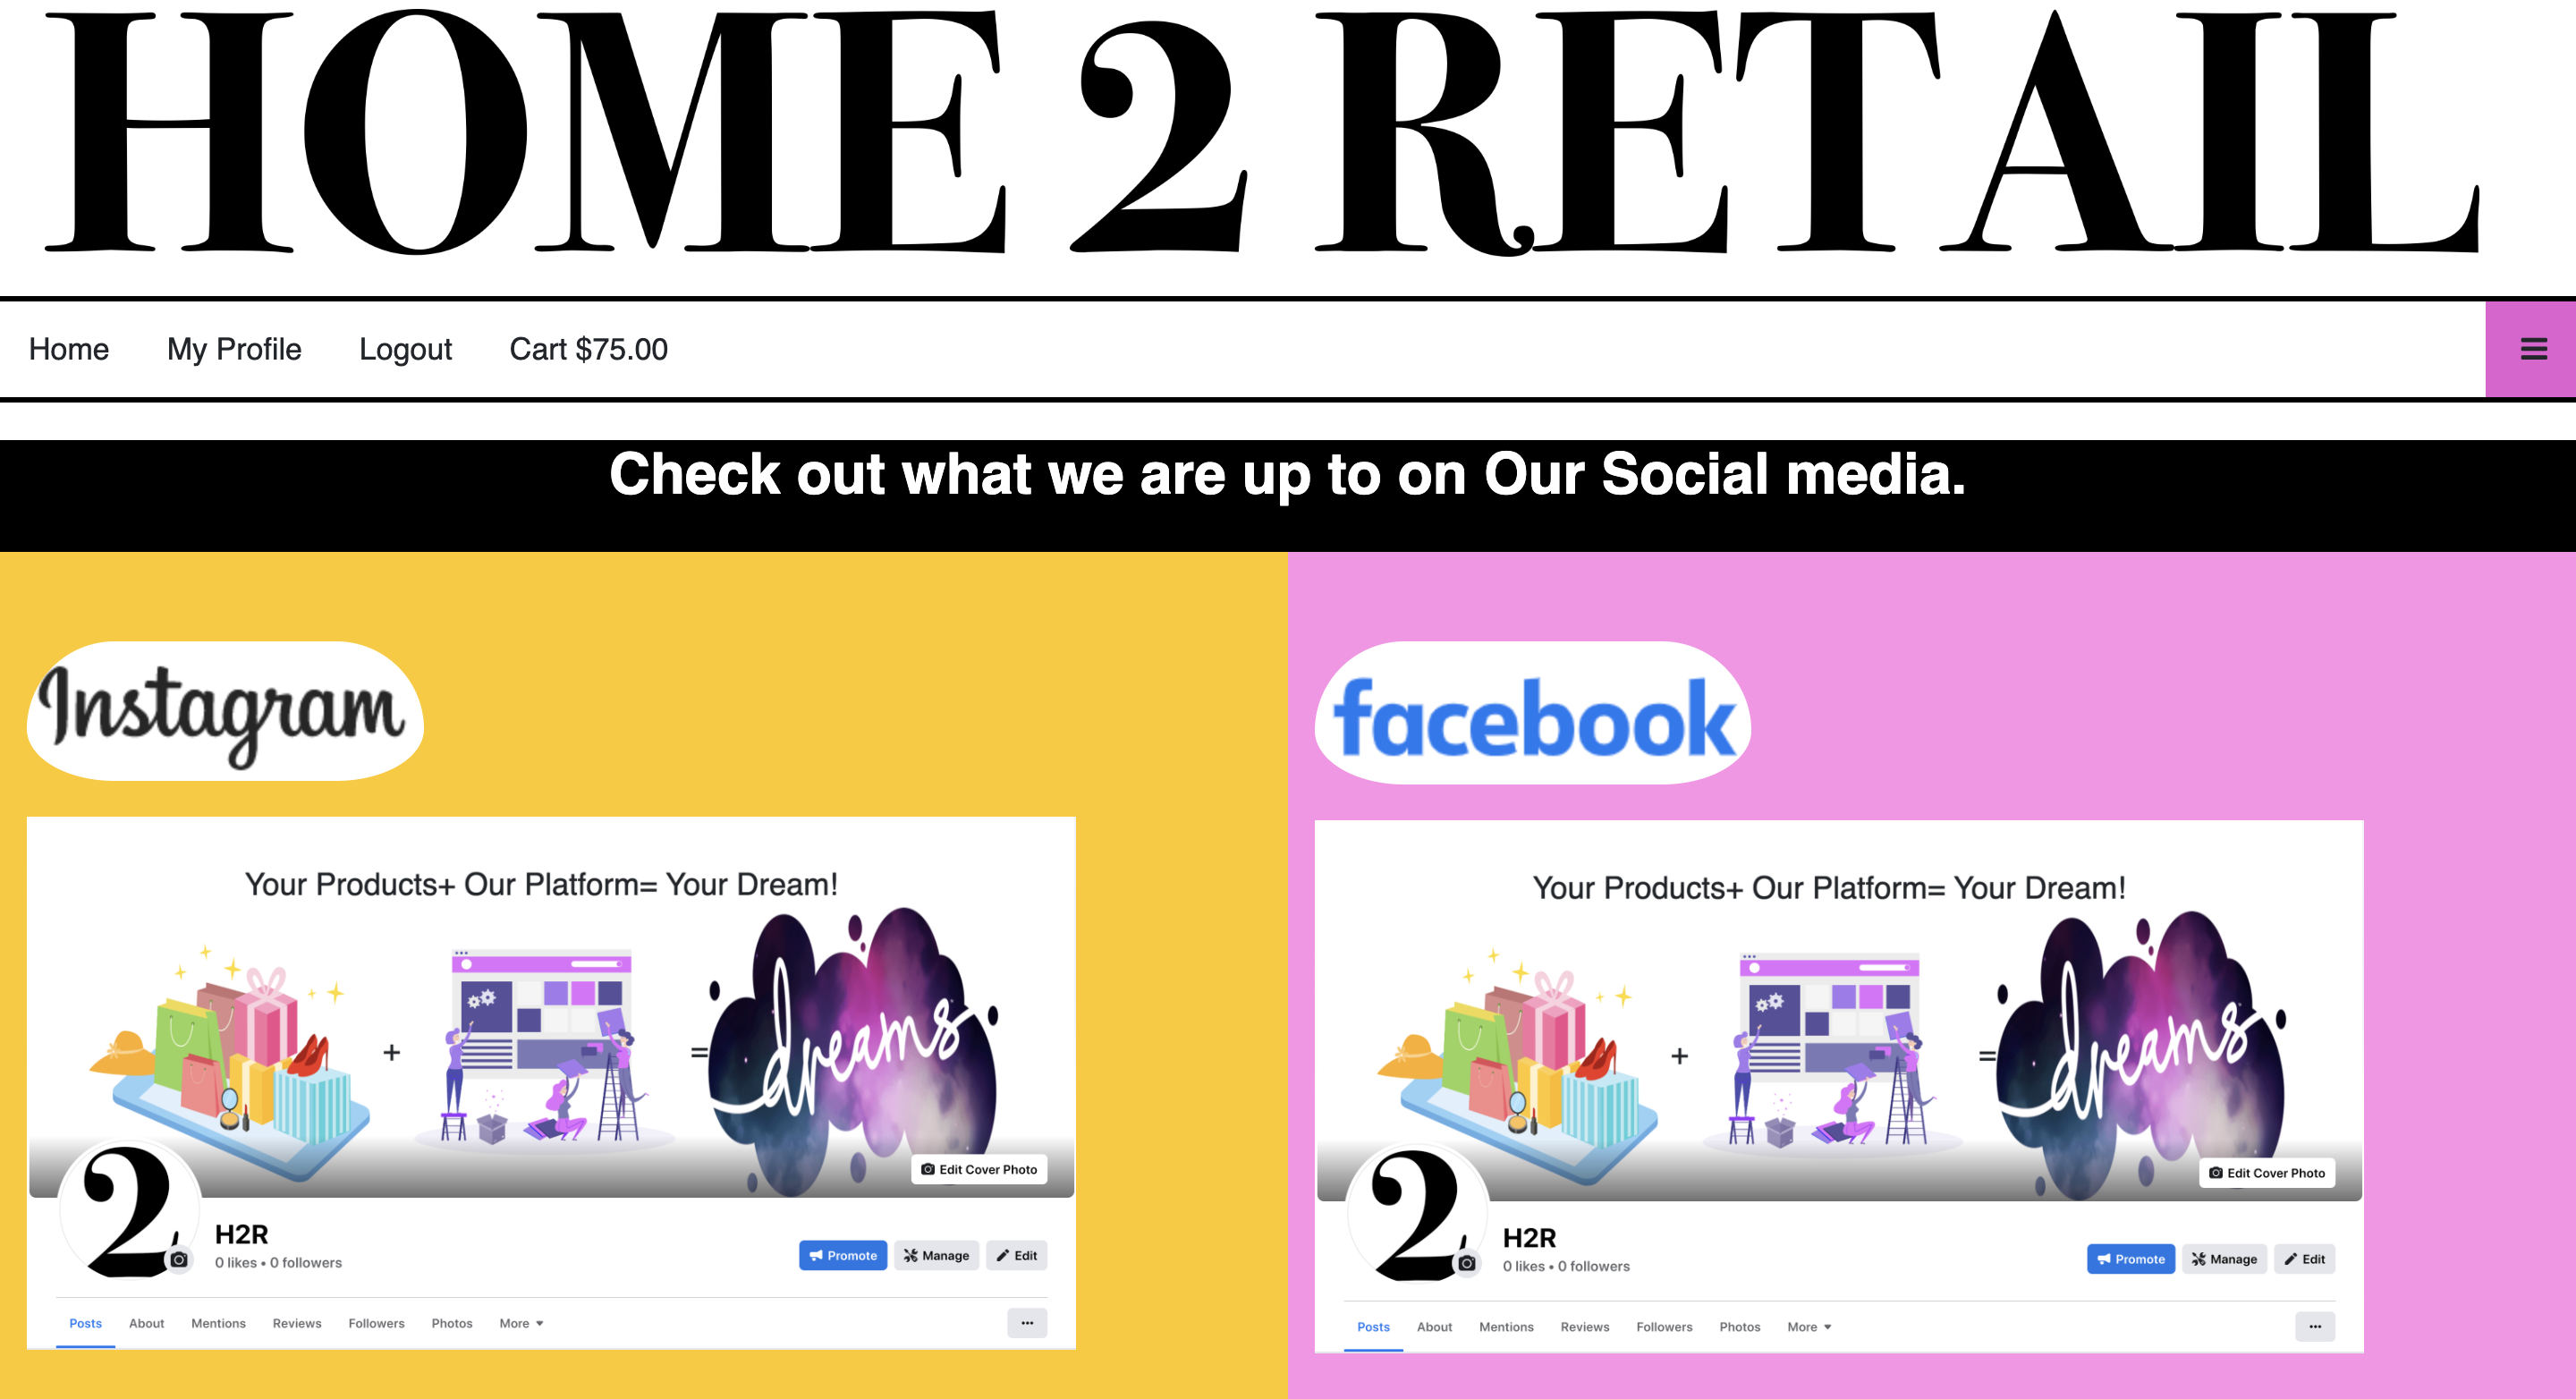 HOME 2 RETAIL
Home My Profile Logout Cart $75.00
Check out what we are up to on Our Social media.
Instagram
Your Products+ Our Platform= Your Dream!
+ = dreams
Edit Cover Photo
2
H2R
0 likes • 0 followers
Promote Manage Edit
Posts About Mentions Reviews Followers Photos More
facebook
Your Products+ Our Platform= Your Dream!
+ = dreams
Edit Cover Photo
2
H2R
0 likes • 0 followers
Promote Manage Edit
Posts About Mentions Reviews Followers Photos More